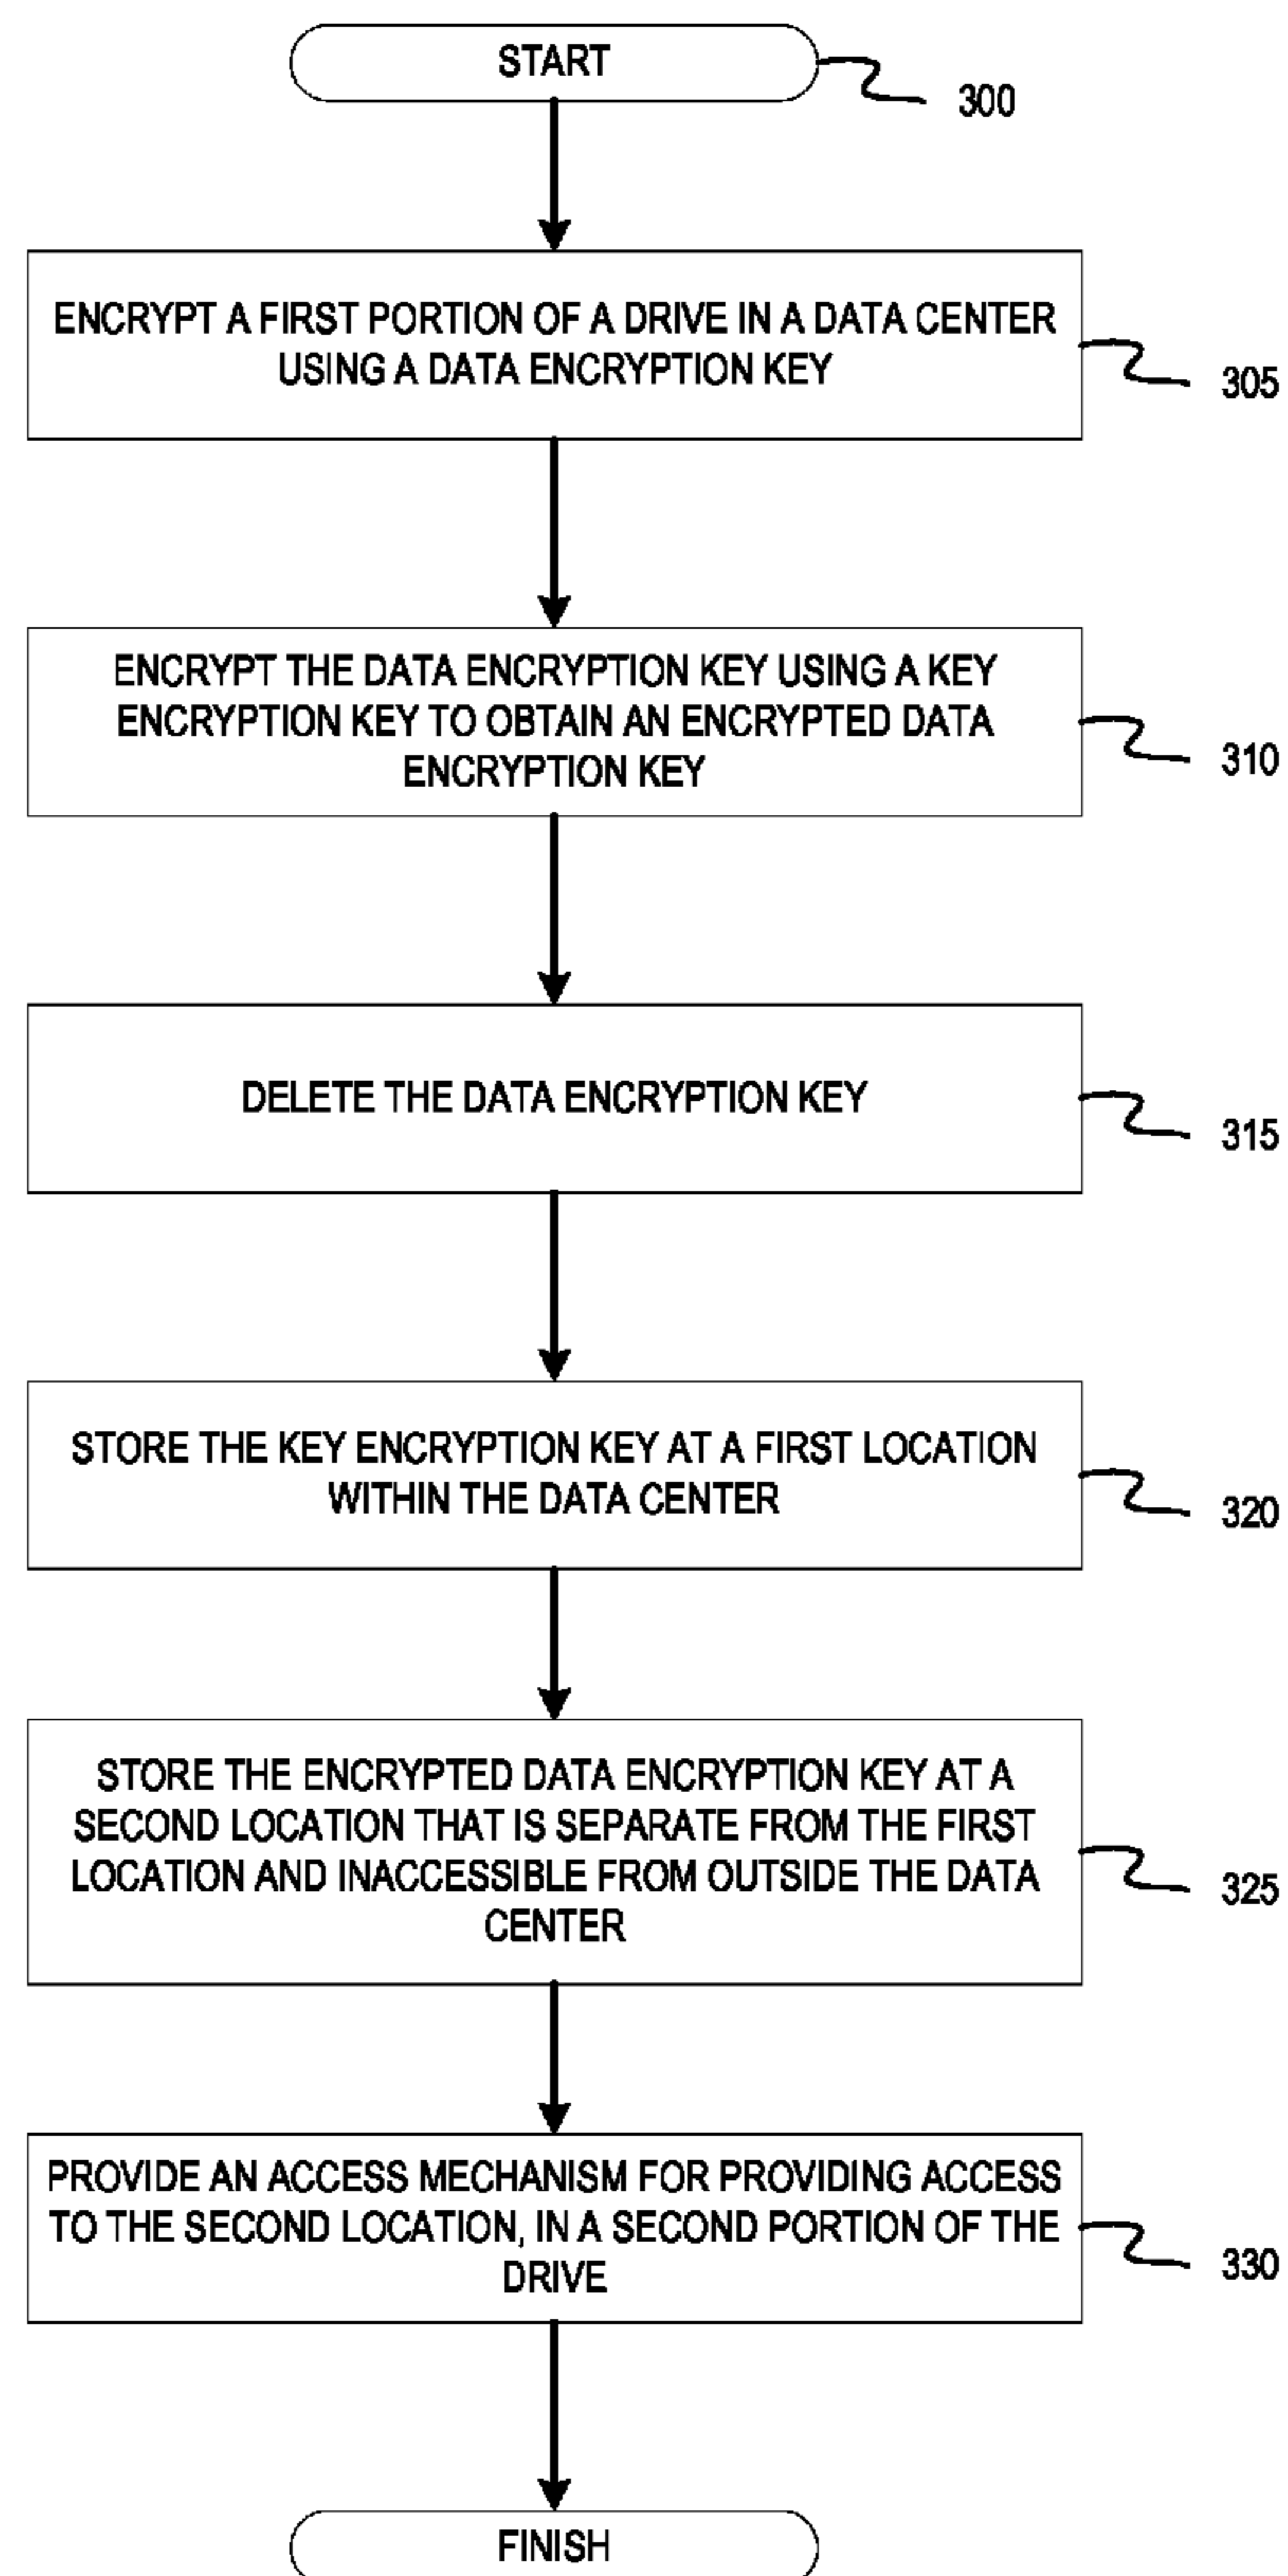 START
300
ENCRYPT A FIRST PORTION OF A DRIVE IN A DATA CENTER
USING A DATA ENCRYPTION KEY
305
ENCRYPT THE DATA ENCRYPTION KEY USING A KEY
ENCRYPTION KEY TO OBTAIN AN ENCRYPTED DATA
ENCRYPTION KEY
310
DELETE THE DATA ENCRYPTION KEY
315
STORE THE KEY ENCRYPTION KEY AT A FIRST LOCATION
WITHIN THE DATA CENTER
320
STORE THE ENCRYPTED DATA ENCRYPTION KEY AT A
SECOND LOCATION THAT IS SEPARATE FROM THE FIRST
LOCATION AND INACCESSIBLE FROM OUTSIDE THE DATA
CENTER
325
PROVIDE AN ACCESS MECHANISM FOR PROVIDING ACCESS
TO THE SECOND LOCATION, IN A SECOND PORTION OF THE
DRIVE
330
FINISH